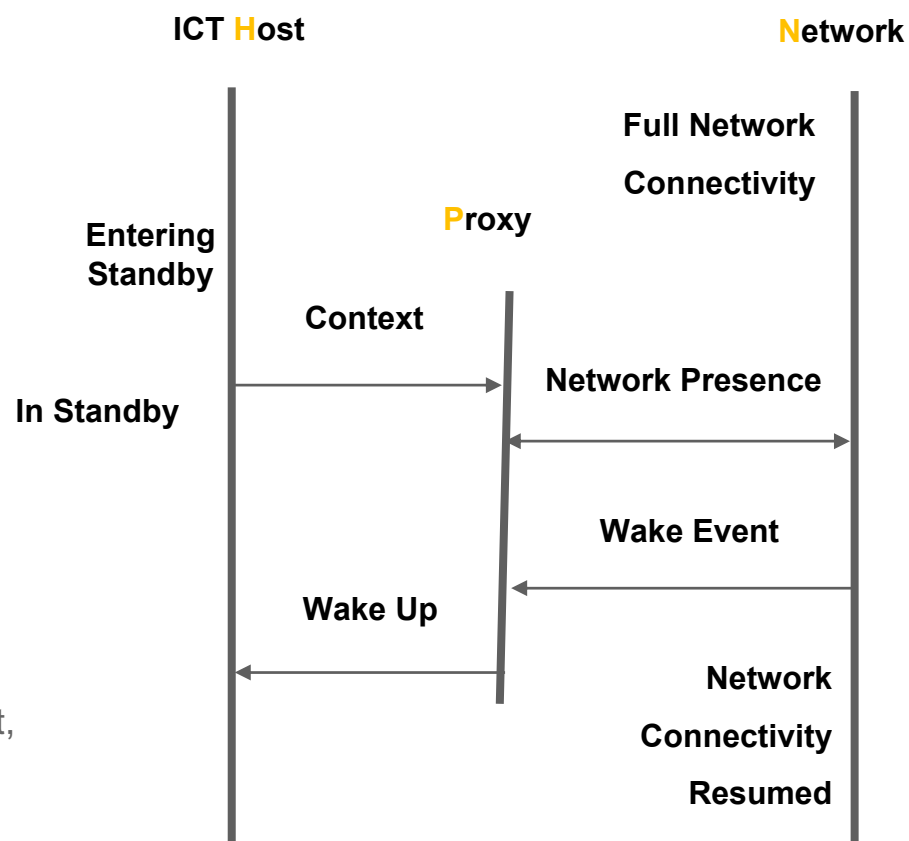 ICT Host
Network
Full Network
Connectivity
Proxy
Entering
Standby
Context
Network Presence
In Standby
Wake Event
Wake Up
Network
t,
Connectivity
Resumed